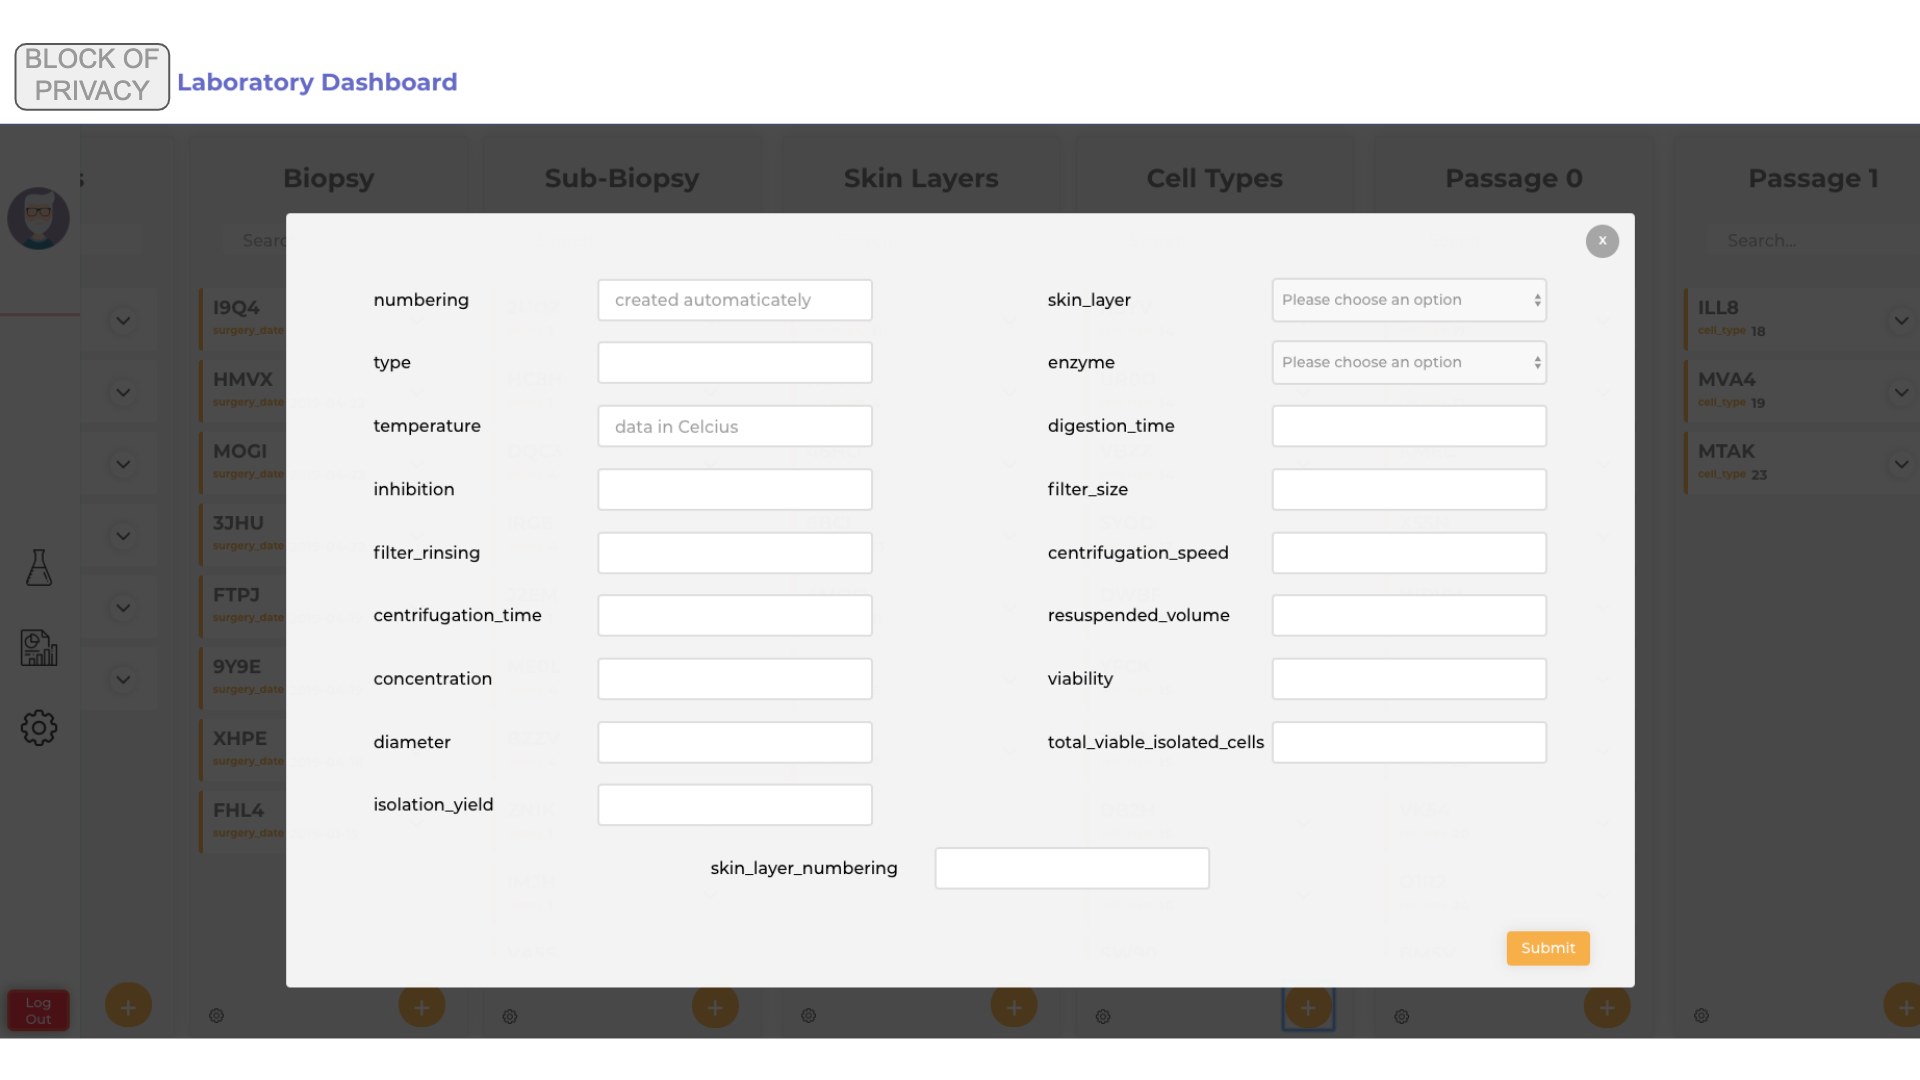 BLOCK OF
PRIVACY
Laboratory Dashboard
Biopsy
Sub-Biopsy
Skin Layers
Cell Types
Passage 0
Passage 1
Search...
x
numbering
created automaticately
skin_layer
Please choose an option
type
enzyme
Please choose an option
temperature
data in Celcius
digestion_time
inhibition
filter_size
filter_rinsing
centrifugation_speed
centrifugation_time
resuspended_volume
concentration
viability
diameter
total_viable_isolated_cells
isolation_yield
skin_layer_numbering
Submit
I9Q4
surgery_date
HMVX
surgery_date
MOGI
surgery_date
3JHU
surgery_date
FTPJ
surgery_date
9Y9E
surgery_date
XHPE
surgery_date
FHL4
surgery_date
ILL8
cell_type 18
MVA4
cell_type 19
MTAK
cell_type 23
Log
Out